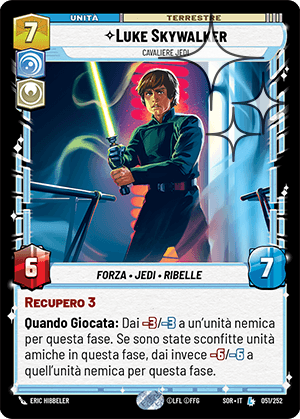 7
UNITÀ
TERRESTRE
LUKE SKYWALKER
CAVALIERE JEDI
6
7
FORZA • JEDI • RIBELLE
RECUPERO 3
Quando Giocata: Dai -3/-3 a un'unità nemica
per questa fase. Se sono state sconfitte unità
amiche in questa fase, dai invece -6/-6 a
quell'unità nemica per questa fase.
ERIC HIBBELER
©LFL ©FFG
SOR • IT
L
051/252